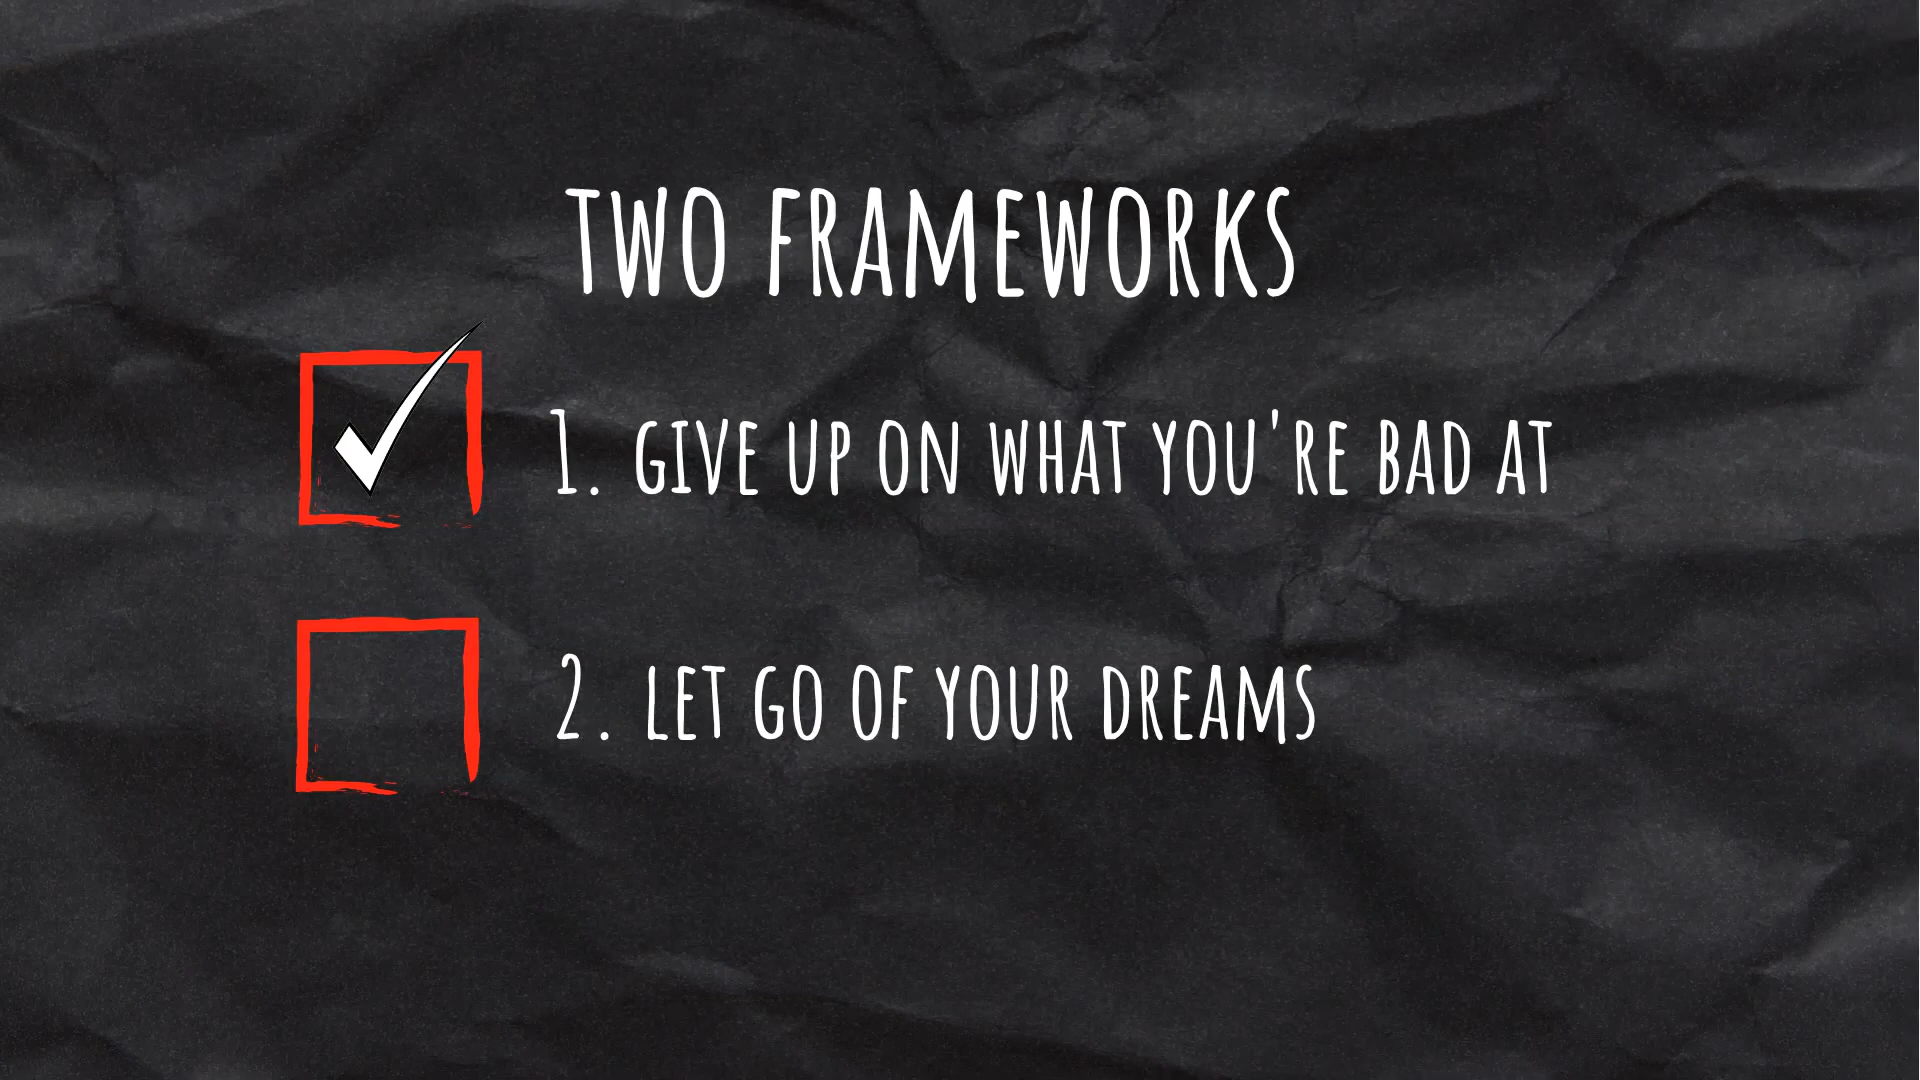 TWO FRAMEWORKS
1. GIVE UP ON WHAT YOU'RE BAD AT
2. LET GO OF YOUR DREAMS